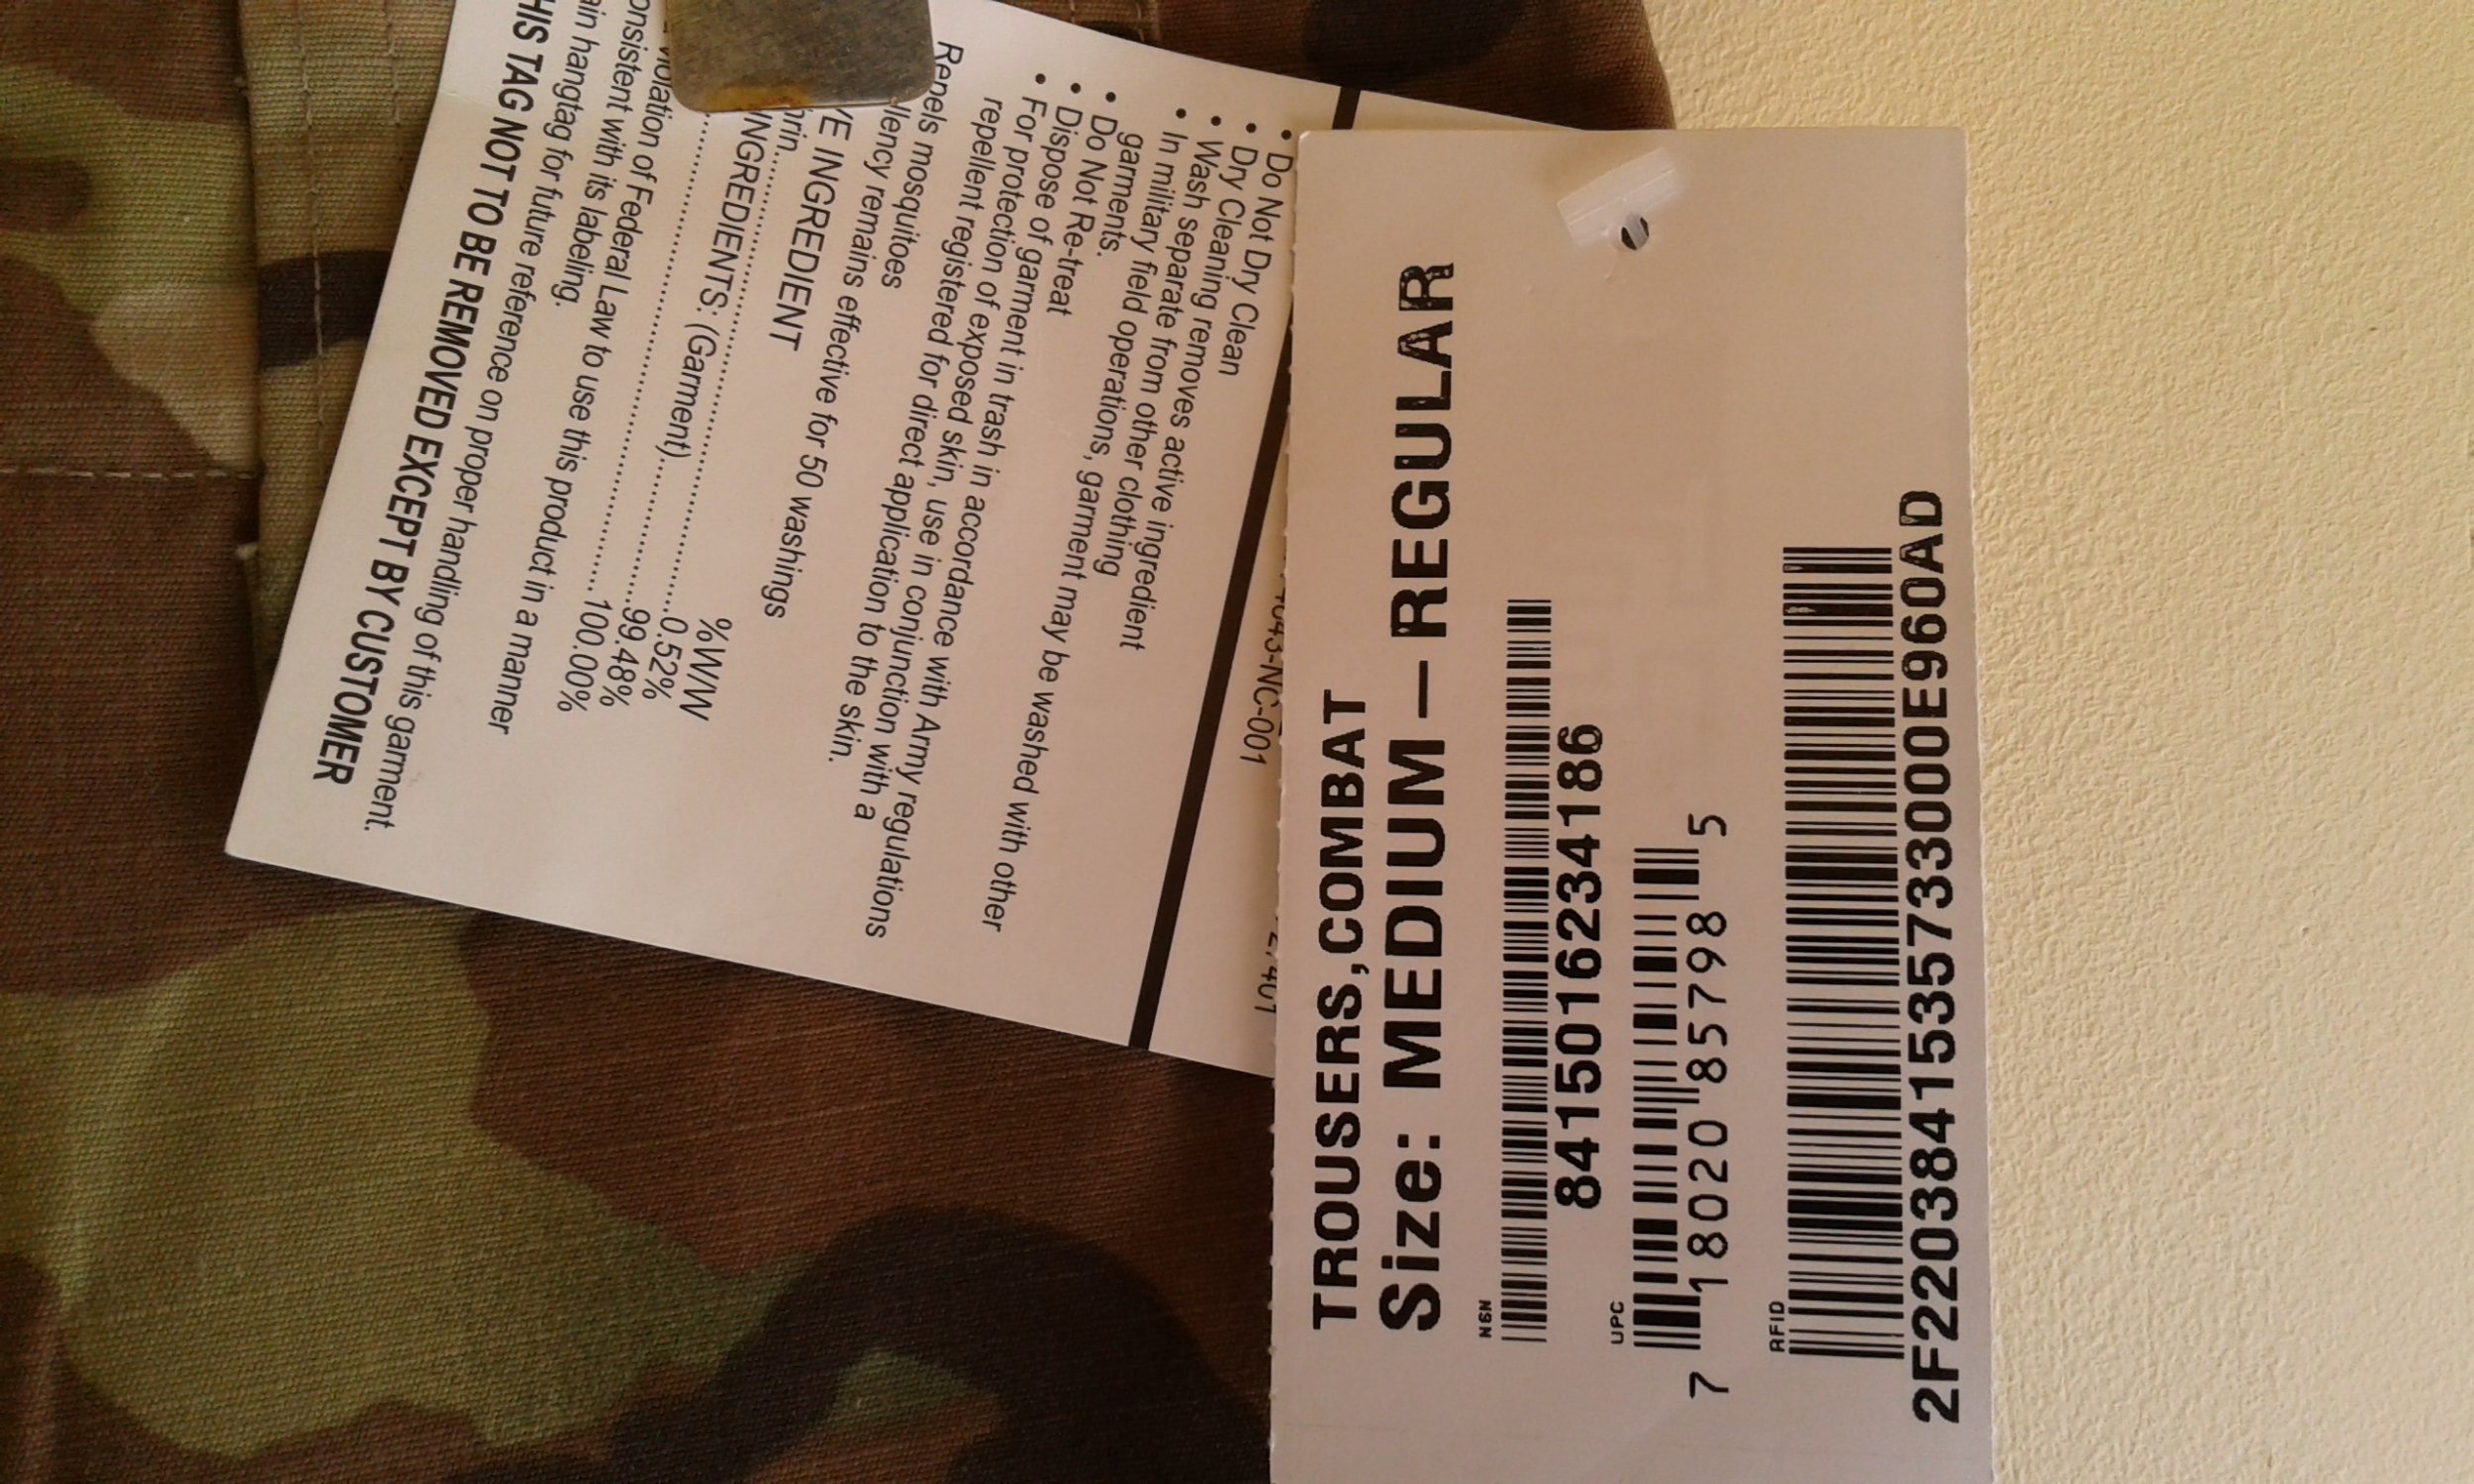 TROUSERS,COMBAT
Size: MEDIUM – REGULAR
NSN
8415016234186
UPC
7 18020 85798 5
RFID
2F2203841535733000E960AD
NC-001
• Do Not Dry Clean
• Dry Cleaning removes active ingredient
• Wash separate from other clothing
• In military field operations, garment may be washed with other
garments.
• Do Not Re-treat
• Dispose of garment in trash in accordance with Army regulations
• For protection of exposed skin, use in conjunction with a
repellent registered for direct application to the skin.
Repels mosquitoes
remains effective for 50 washings
INGREDIENT %W/W
0.52%
INGREDIENTS: (Garment) 99.48%
100.00%
violation of Federal Law to use this product in a manner
with its labeling.
hangtag for future reference on proper handling of this garment.
TAG NOT TO BE REMOVED EXCEPT BY CUSTOMER